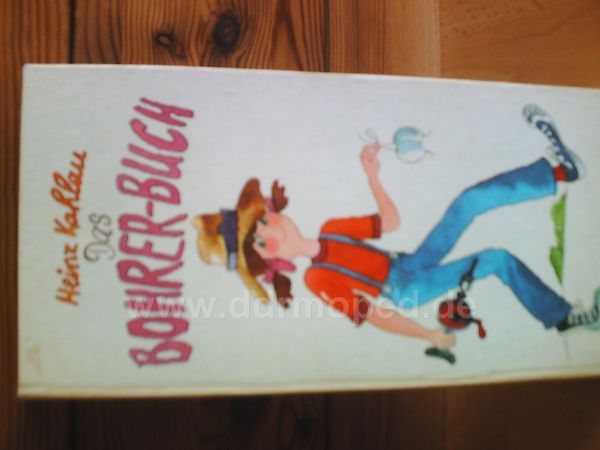 Heinz Kahlau
Das
BOHRER-BUCH
www.ddrmoped.de